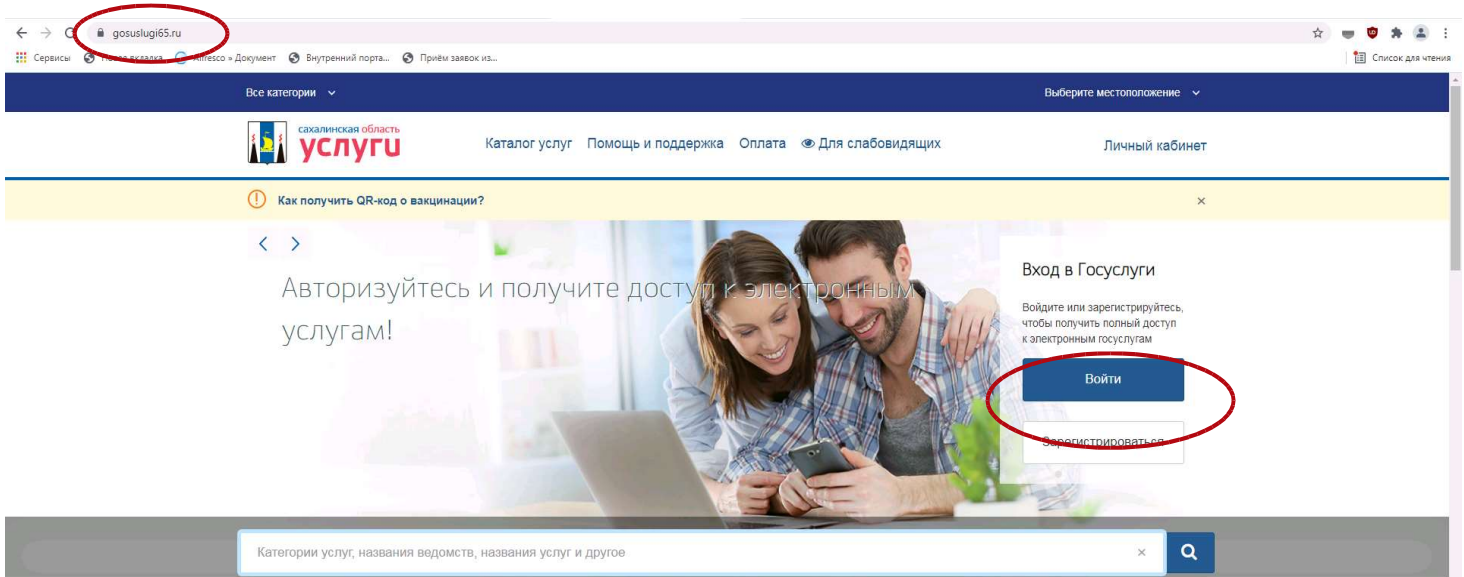 gosuslugi65.ru
Сервисы Новая вкладка Alfresco » Документ Внутренний порта... Приём заявок из... Список для чтения
Все категории Выберите местоположение
сахалинская область
услуги
Каталог услуг Помощь и поддержка Оплата Для слабовидящих Личный кабинет
Как получить QR-код о вакцинации? ×
Авторизуйтесь и получите доступ к электронным
услугам!
Вход в Госуслуги
Войдите или зарегистрируйтесь,
чтобы получить полный доступ
к электронным госуслугам
Войти
Зарегистрироваться
Категории услуг, названия ведомств, названия услуг и другое ×